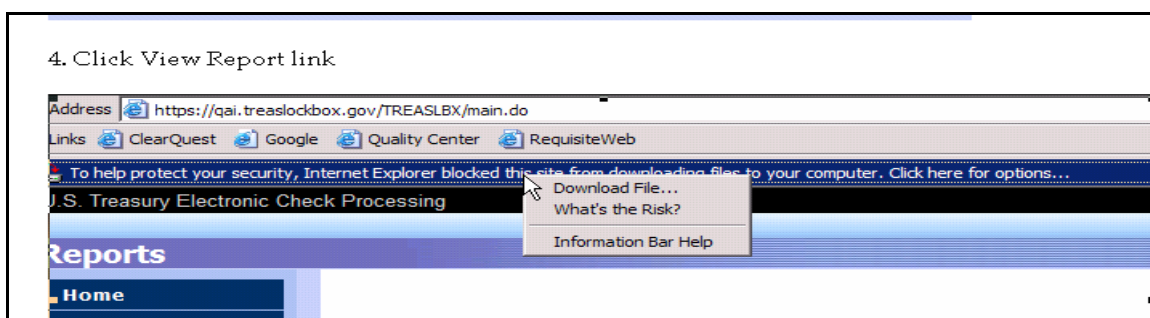 4. Click View Report link
Address https://qai.treaslockbox.gov/TREASLBX/main.do
Links ClearQuest Google Quality Center RequisiteWeb
To help protect your security, Internet Explorer blocked this site from downloading files to your computer. Click here for options...
Download File...
U.S. Treasury Electronic Check Processing
What's the Risk?
Information Bar Help
Reports
Home